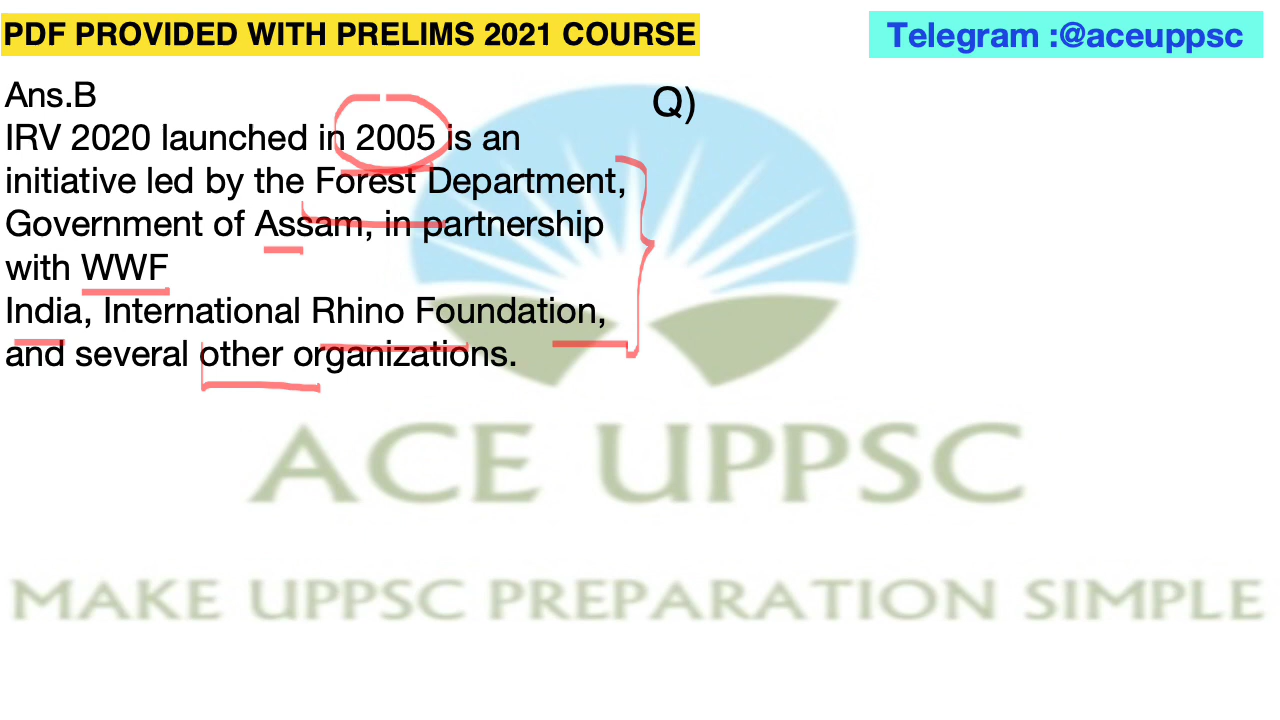 PDF PROVIDED WITH PRELIMS 2021 COURSE
Telegram :@aceuppsc
Ans.B
IRV 2020 launched in 2005 is an
initiative led by the Forest Department,
Government of Assam, in partnership
with WWF
India, International Rhino Foundation,
and several other organizations.
Q)
ACE UPPSC
MAKE UPPSC PREPARATION SIMPLE